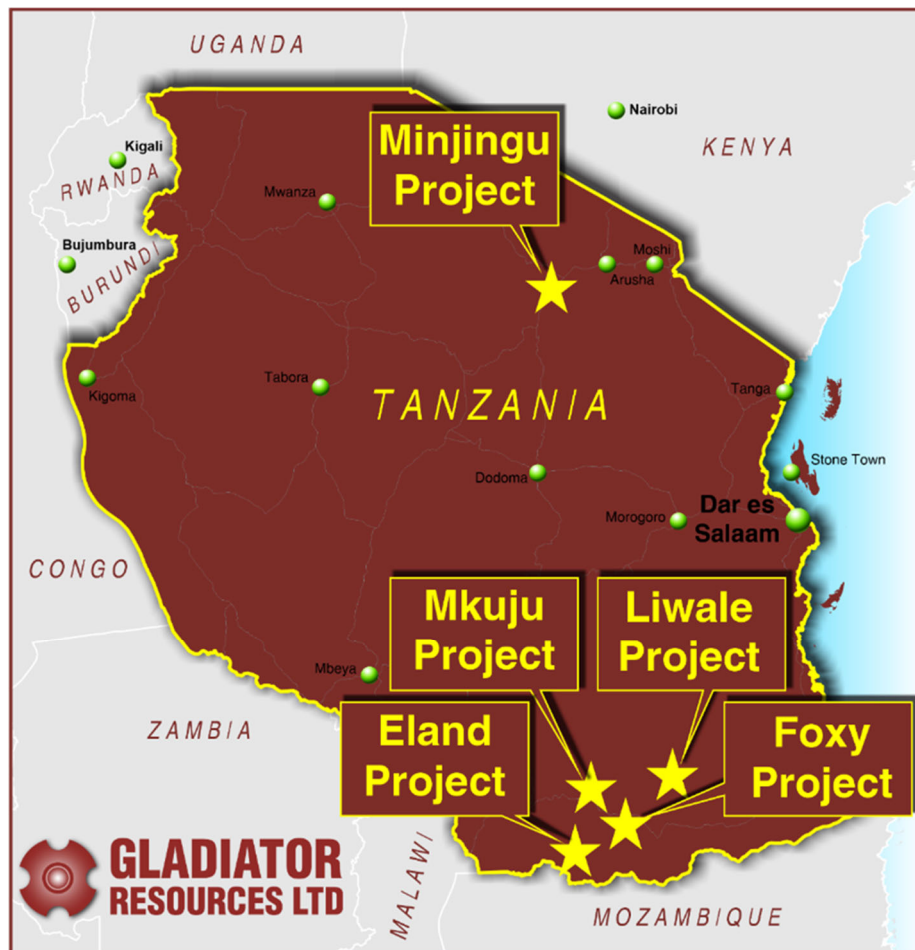 UGANDA
Nairobi
KENYA
Minjingu
Project
Kigali
RWANDA
Mwanza
Bujumbura
BURUNDI
Moshi
Arusha
Kigoma
Tabora
TANZANIA
Tanga
Stone Town
Dodoma
Morogoro
Dar es
Salaam
CONGO
Mkuju
Project
Liwale
Project
Mbeya
ZAMBIA
Eland
Project
Foxy
Project
GLADIATOR
RESOURCES LTD
MALAWI
MOZAMBIQUE